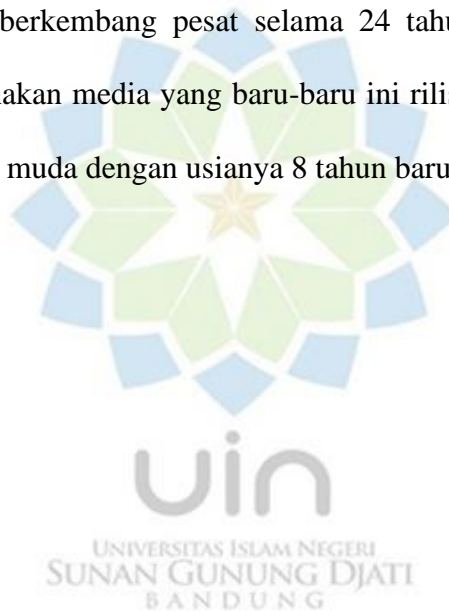 berkembang pesat selama 24 tahu
akan media yang baru-baru ini rilis
muda dengan usianya 8 tahun baru
uin
UNIVERSITAS ISLAM NEGERI
SUNAN GUNUNG DJATI
BANDUNG